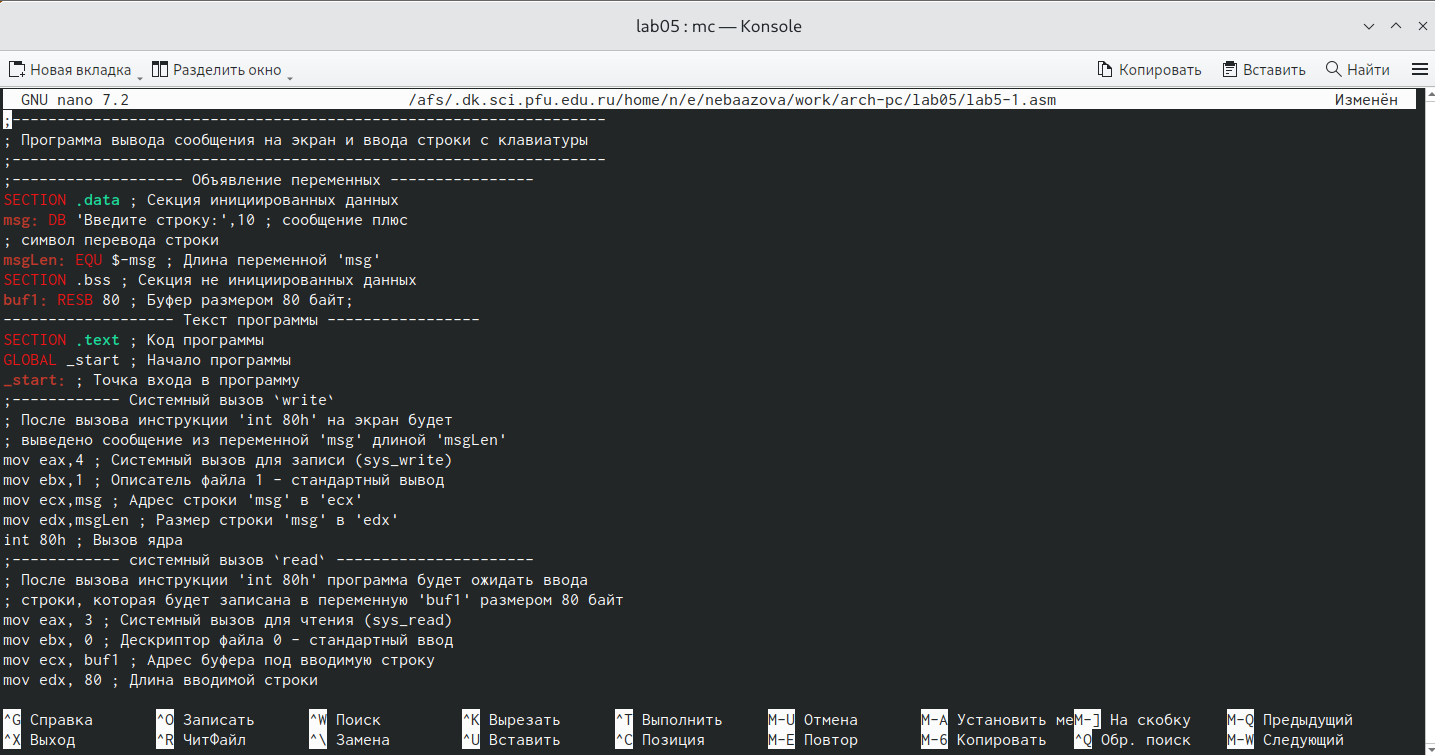 lab05 : mc — Konsole
Новая вкладка Разделить окно Копировать Вставить Найти
GNU nano 7.2 /afs/.dk.sci.pfu.edu.ru/home/n/e/nebaazova/work/arch-pc/lab05/lab5-1.asm Изменён
;------------------------------------------------------------------
; Программа вывода сообщения на экран и ввода строки с клавиатуры
;------------------------------------------------------------------
;------------------- Объявление переменных ----------------
SECTION .data ; Секция инициированных данных
msg: DB 'Введите строку:',10 ; сообщение плюс
; символ перевода строки
msgLen: EQU $-msg ; Длина переменной 'msg'
SECTION .bss ; Секция не инициированных данных
buf1: RESB 80 ; Буфер размером 80 байт;
------------------- Текст программы -----------------
SECTION .text ; Код программы
GLOBAL _start ; Начало программы
_start: ; Точка входа в программу
;------------ Системный вызов `write`
; После вызова инструкции 'int 80h' на экран будет
; выведено сообщение из переменной 'msg' длиной 'msgLen'
mov eax,4 ; Системный вызов для записи (sys_write)
mov ebx,1 ; Описатель файла 1 - стандартный вывод
mov ecx,msg ; Адрес строки 'msg' в 'ecx'
mov edx,msgLen ; Размер строки 'msg' в 'edx'
int 80h ; Вызов ядра
;------------ системный вызов `read` ----------------------
; После вызова инструкции 'int 80h' программа будет ожидать ввода
; строки, которая будет записана в переменную 'buf1' размером 80 байт
mov eax, 3 ; Системный вызов для чтения (sys_read)
mov ebx, 0 ; Дескриптор файла 0 - стандартный ввод
mov ecx, buf1 ; Адрес буфера под вводимую строку
mov edx, 80 ; Длина вводимой строки
^G Справка ^O Записать ^W Поиск ^K Вырезать ^T Выполнить M-U Отмена M-A Установить ме M-] На скобку M-Q Предыдущий
^X Выход ^R ЧитФайл ^\ Замена ^U Вставить ^C Позиция M-E Повтор M-6 Копировать ^Q Обр. поиск M-W Следующий